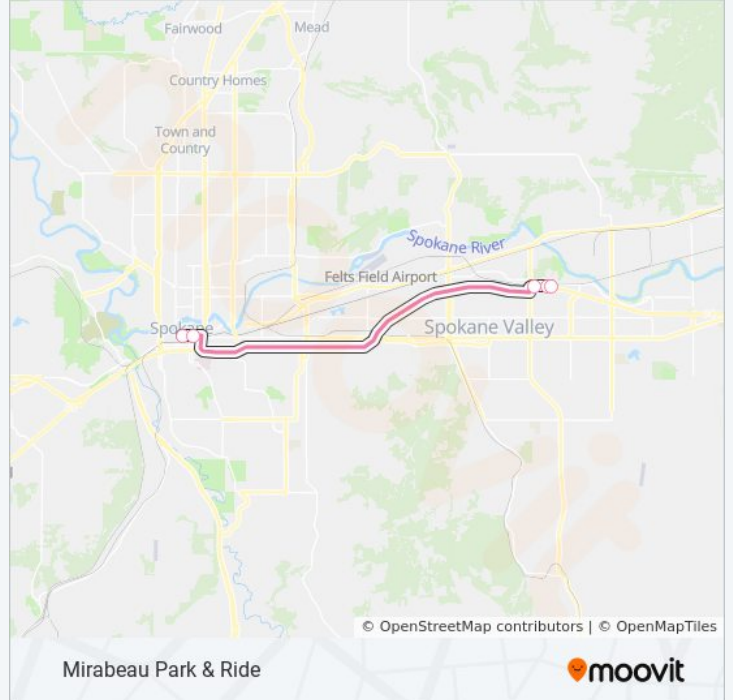 Fairwood
Mead
Country Homes
Town and
Country
Spokane River
Felts Field Airport
Spokane
Spokane Valley
© OpenStreetMap contributors | © OpenMapTiles
Mirabeau Park & Ride
moovit